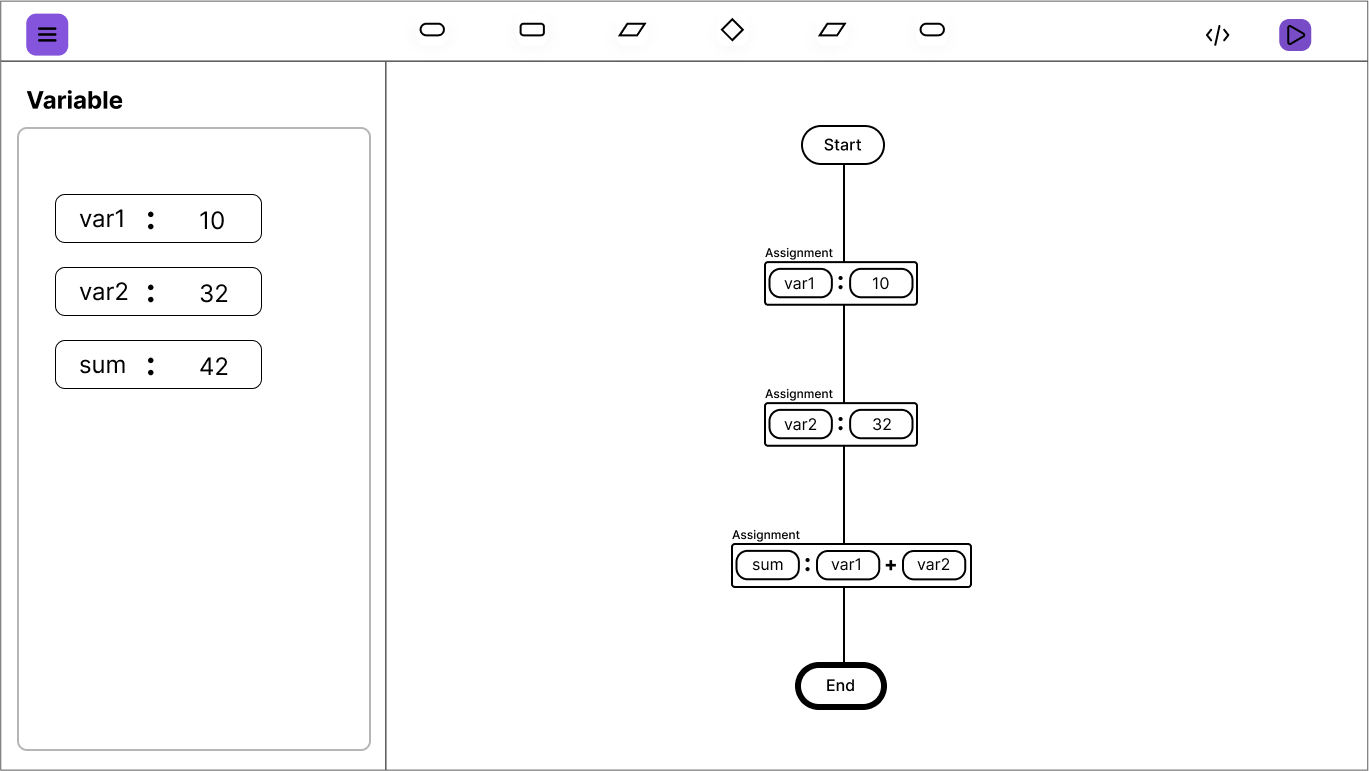 </>
Variable
var1 : 10
var2 : 32
sum : 42
Start
Assignment
var1 : 10
Assignment
var2 : 32
Assignment
sum : var1 + var2
End